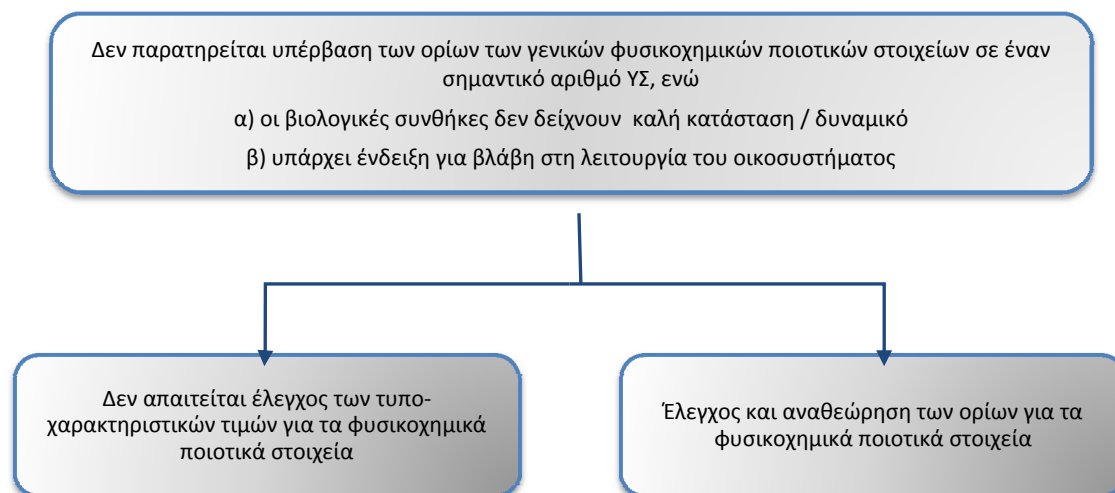 Δεν παρατηρείται υπέρβαση των ορίων των γενικών φυσικοχημικών ποιοτικών στοιχείων σε έναν
σημαντικό αριθμό ΥΣ, ενώ
α) οι βιολογικές συνθήκες δεν δείχνουν καλή κατάσταση / δυναμικό
β) υπάρχει ένδειξη για βλάβη στη λειτουργία του οικοσυστήματος
Δεν απαιτείται έλεγχος των τυπο-
χαρακτηριστικών τιμών για τα φυσικοχημικά
ποιοτικά στοιχεία
Έλεγχος και αναθεώρηση των ορίων για τα
φυσικοχημικά ποιοτικά στοιχεία